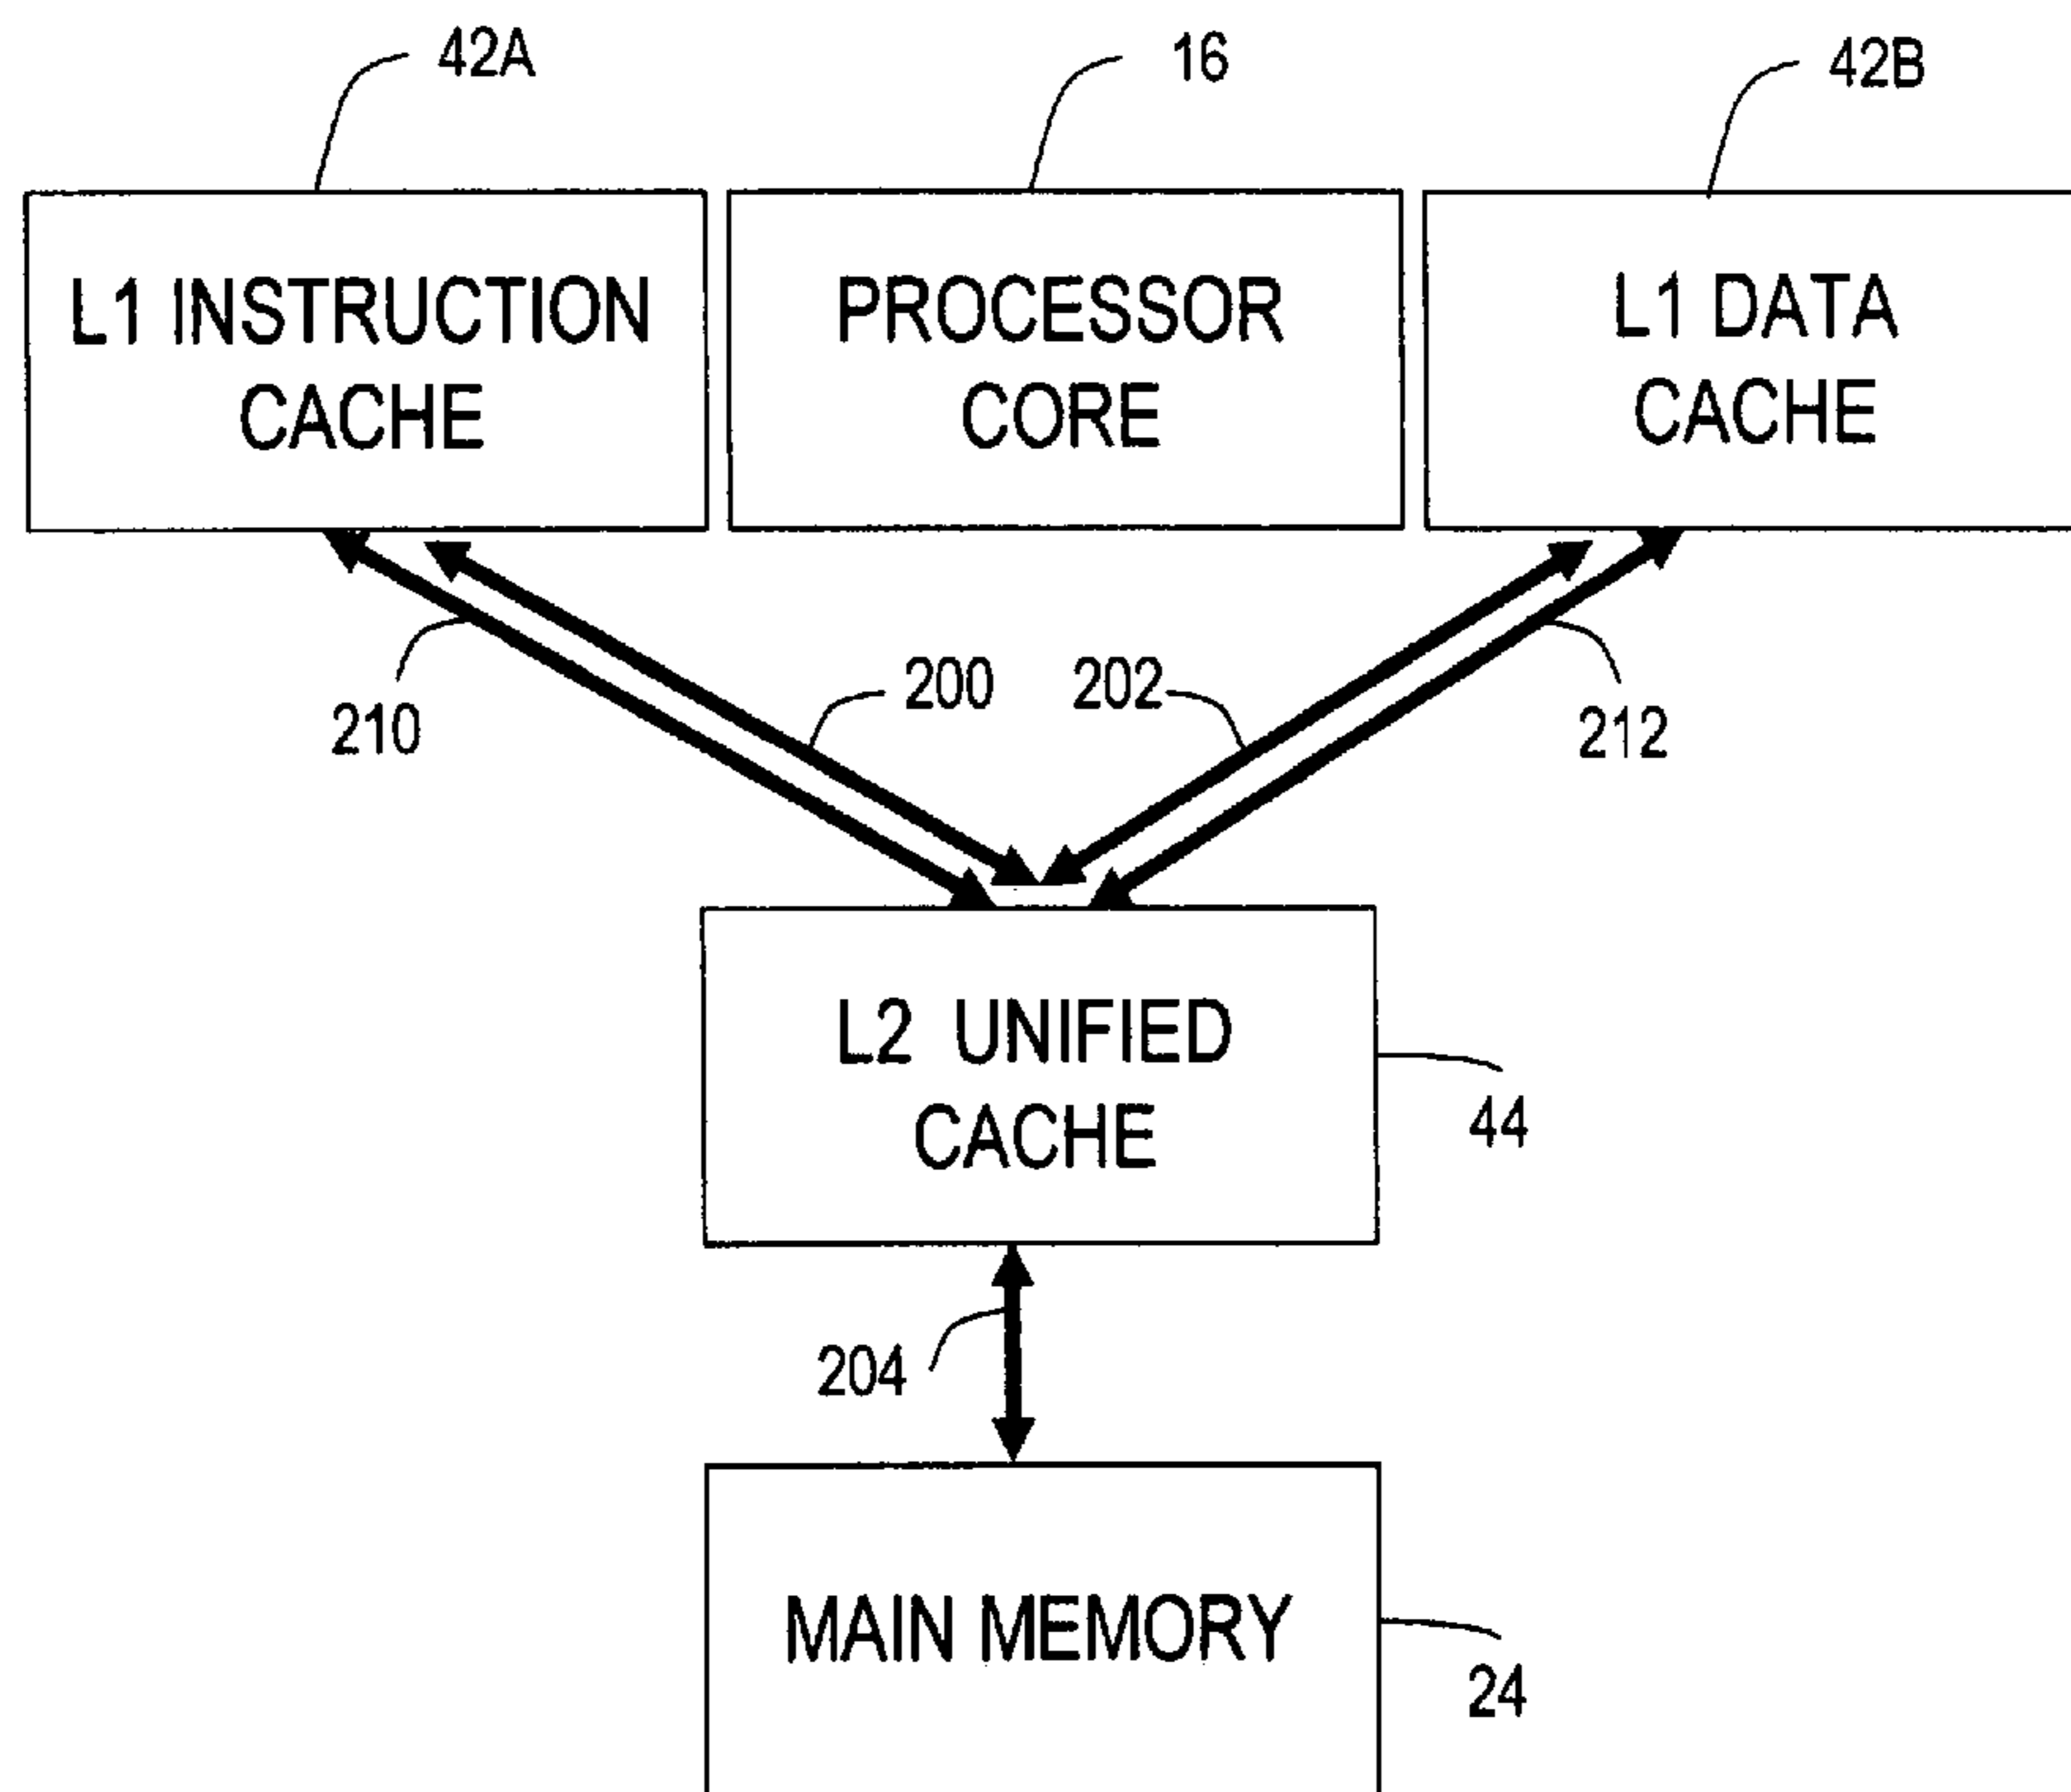 42A
16
42B
L1 INSTRUCTION
CACHE
PROCESSOR
CORE
L1 DATA
CACHE
210
200
202
212
L2 UNIFIED
CACHE
44
204
MAIN MEMORY
24